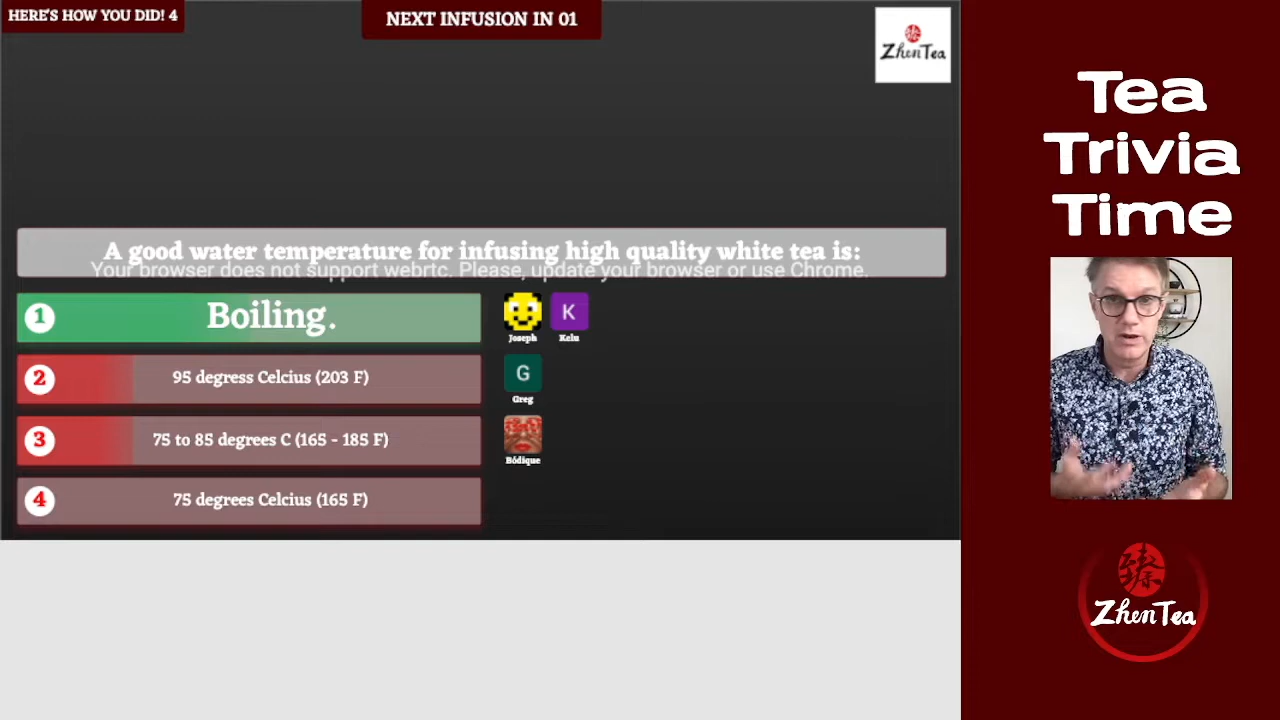 HERE'S HOW YOU DID! 4
NEXT INFUSION IN 01
ZhenTea
Tea
Trivia
Time
A good water temperature for infusing high quality white tea is:
Your browser does not support webrtc. Please, update your browser or use Chrome.
1 Boiling.
K
Joseph
Kelu
2 95 degress Celcius (203 F)
G
Greg
3 75 to 85 degrees C (165 - 185 F)
Bódique
4 75 degrees Celcius (165 F)
臻
ZhenTea